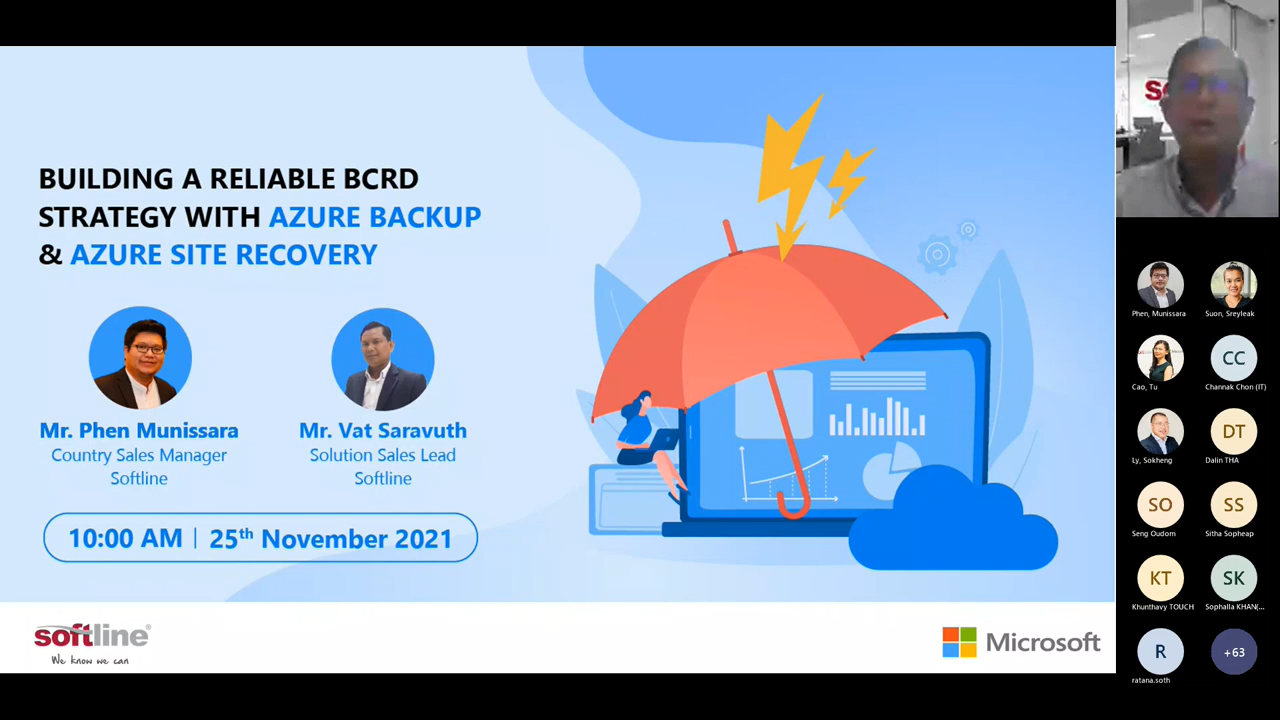 BUILDING A RELIABLE BCRD
STRATEGY WITH AZURE BACKUP
& AZURE SITE RECOVERY
Mr. Phen Munissara
Country Sales Manager
Softline
Mr. Vat Saravuth
Solution Sales Lead
Softline
10:00 AM | 25th November 2021
softline®
We know we can
Microsoft
Phen, Munissara
Suon, Sreyleak
Cao, Tu
CC
Channak Chon (IT)
Ly, Sokheng
DT
Dalin THA
SO
Seng Oudom
SS
Sitha Sopheap
KT
Khunthavy TOUCH
SK
Sophalla KHAN(...
R
ratana.soth
+63